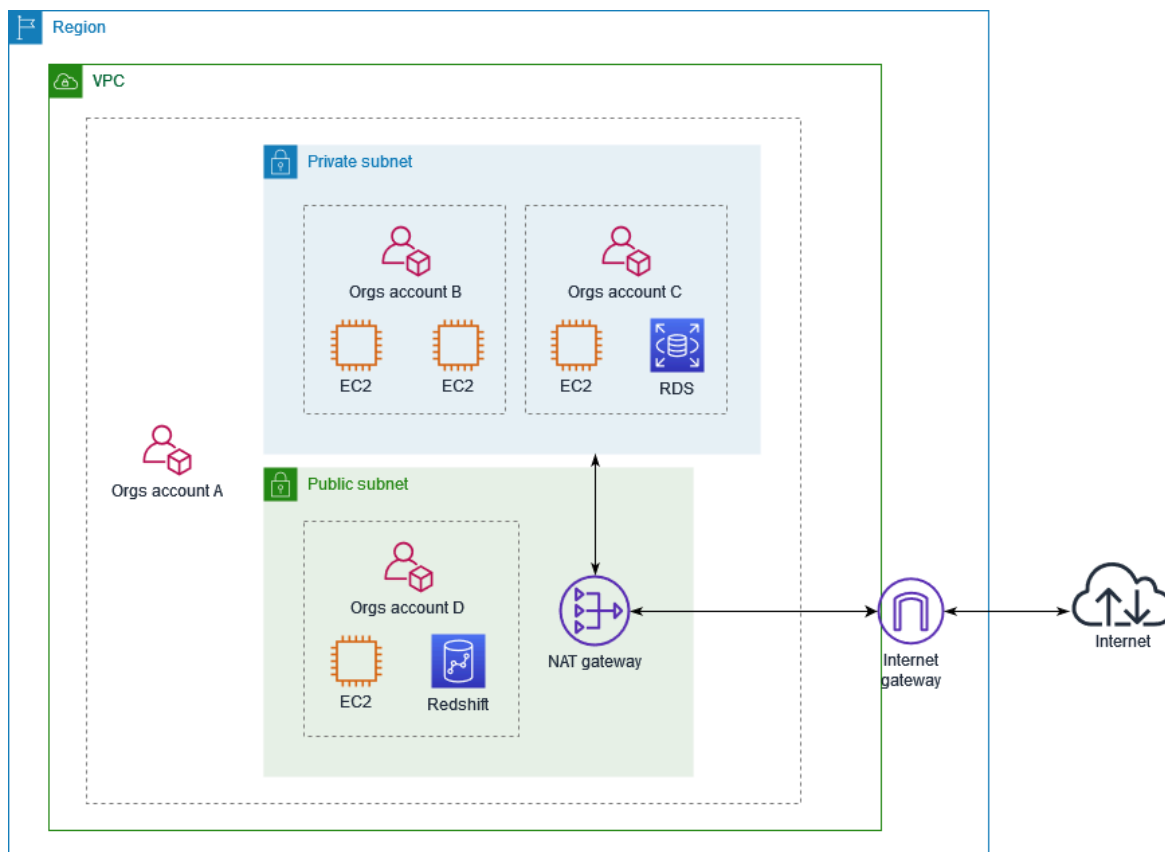 Region
VPC
Private subnet
Orgs account B
Orgs account C
EC2
EC2
EC2
RDS
Orgs account A
Public subnet
Orgs account D
EC2
Redshift
NAT gateway
Internet
gateway
Internet